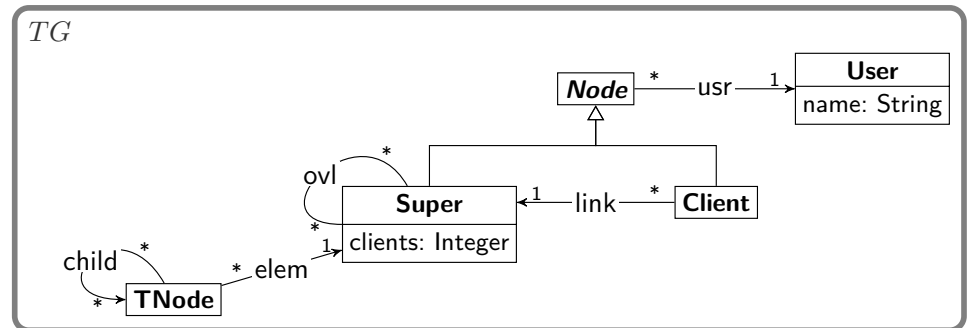 TG
Node
*
usr
1
User
name: String
ovl
*
*
Super
clients: Integer
1
link
*
Client
child
*
*
TNode
*
elem
1